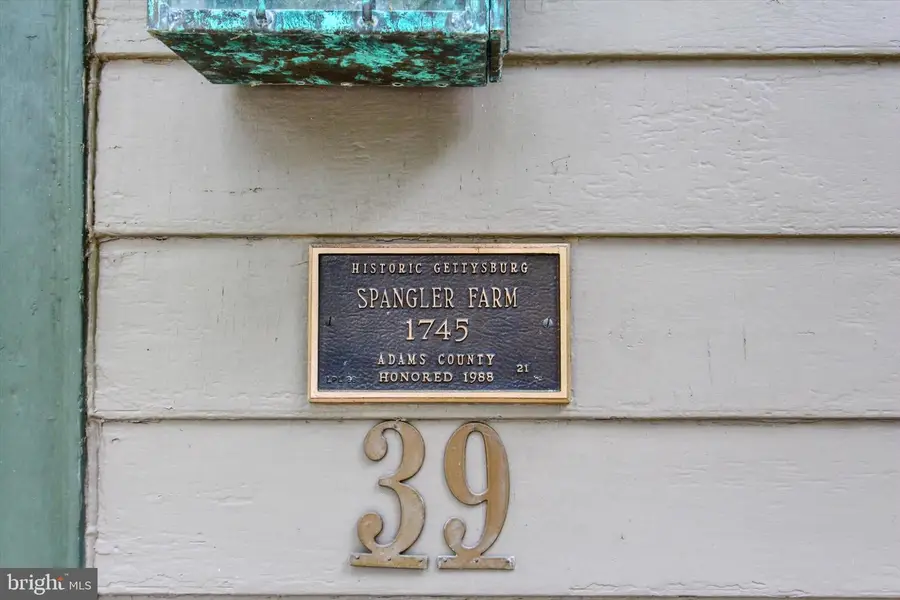 HISTORIC GETTYSBURG
SPANGLER FARM
1745
ADAMS COUNTY
HONORED 1988
21
39
bright MLS